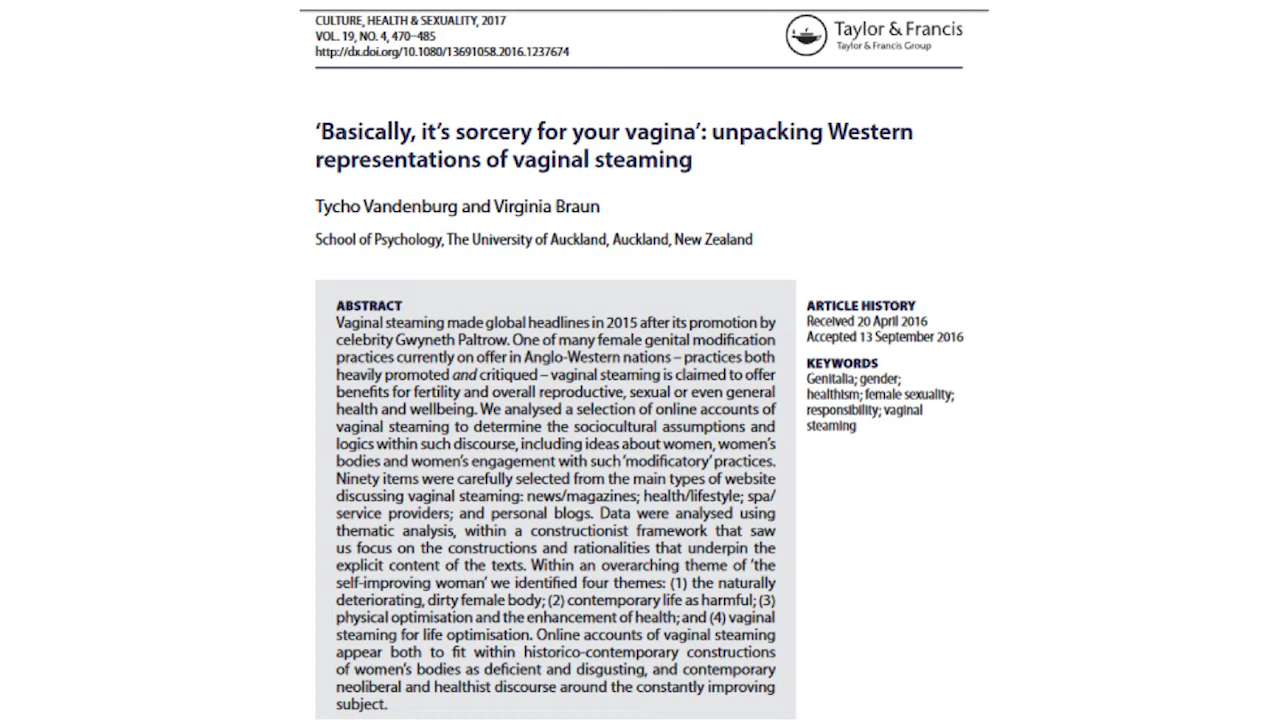 CULTURE, HEALTH & SEXUALITY, 2017
VOL. 19, NO. 4, 470–485
http://dx.doi.org/10.1080/13691058.2016.1237674
Taylor & Francis
Taylor & Francis Group
‘Basically, it’s sorcery for your vagina’: unpacking Western
representations of vaginal steaming
Tycho Vandenburg and Virginia Braun
School of Psychology, The University of Auckland, Auckland, New Zealand
ABSTRACT
Vaginal steaming made global headlines in 2015 after its promotion by
celebrity Gwyneth Paltrow. One of many female genital modification
practices currently on offer in Anglo-Western nations – practices both
heavily promoted and critiqued – vaginal steaming is claimed to offer
benefits for fertility and overall reproductive, sexual or even general
health and wellbeing. We analysed a selection of online accounts of
vaginal steaming to determine the sociocultural assumptions and
logics within such discourse, including ideas about women, women’s
bodies and women’s engagement with such ‘modificatory’ practices.
Ninety items were carefully selected from the main types of website
discussing vaginal steaming: news/magazines; health/lifestyle; spa/
service providers; and personal blogs. Data were analysed using
thematic analysis, within a constructionist framework that saw
us focus on the constructions and rationalities that underpin the
explicit content of the texts. Within an overarching theme of ‘the
self-improving woman’ we identified four themes: (1) the naturally
deteriorating, dirty female body; (2) contemporary life as harmful; (3)
physical optimisation and the enhancement of health; and (4) vaginal
steaming for life optimisation. Online accounts of vaginal steaming
appear both to fit within historico-contemporary constructions
of women’s bodies as deficient and disgusting, and contemporary
neoliberal and healthist discourse around the constantly improving
subject.
ARTICLE HISTORY
Received 20 April 2016
Accepted 13 September 2016
KEYWORDS
Genitalia; gender;
healthism; female sexuality;
responsibility; vaginal
steaming